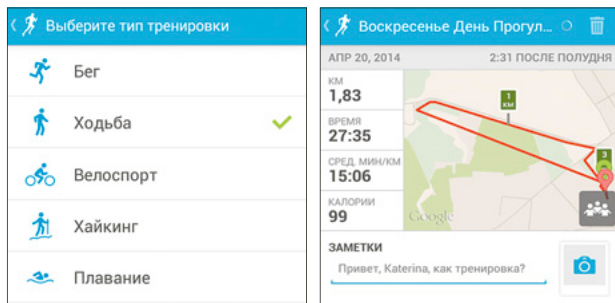 Выберите тип тренировки
Бег
Ходьба
Велоспорт
Хайкинг
Плавание
Воскресенье День Прогул...
АПР 20, 2014 2:31 ПОСЛЕ ПОЛУДНЯ
КМ
1,83
ВРЕМЯ
27:35
СРЕД. МИН/КМ
15:06
КАЛОРИИ
99
1
КМ
3
Google
ЗАМЕТКИ
Привет, Katerina, как тренировка?